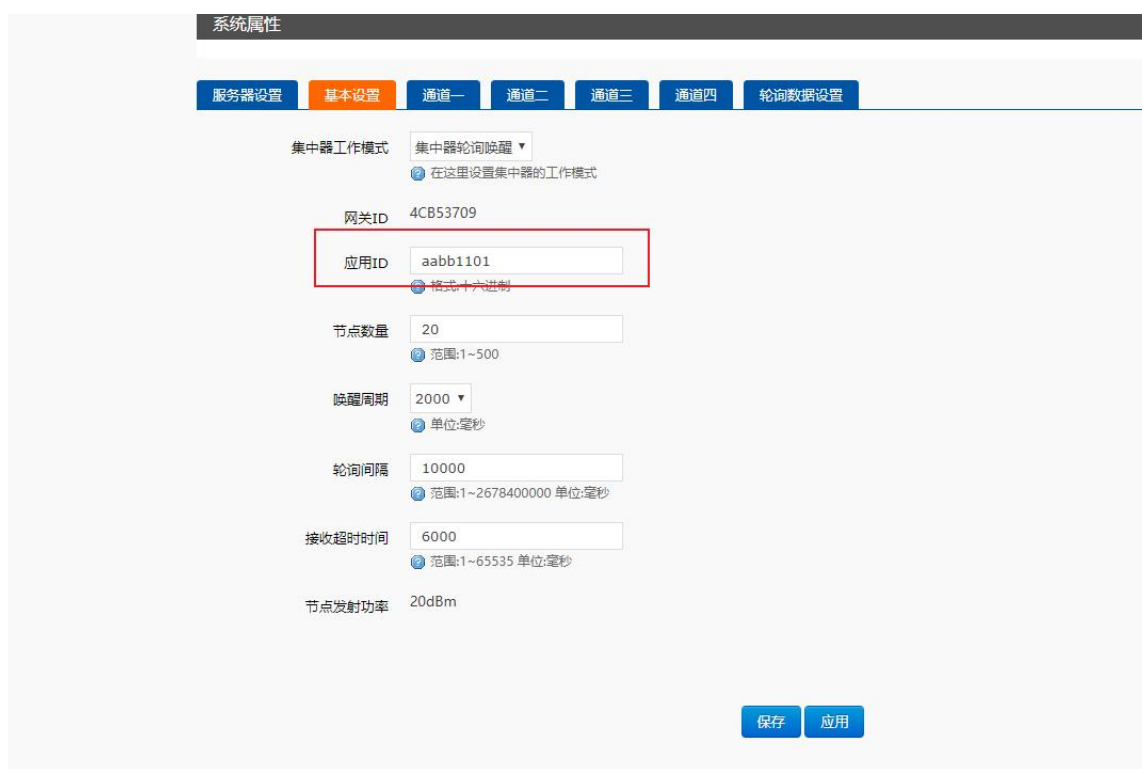 系统属性
服务器设置 基本设置 通道一 通道二 通道三 通道四 轮询数据设置
集中器工作模式 集中器轮询唤醒
在这里设置集中器的工作模式
网关ID 4CB53709
应用ID aabb1101
格式:十六进制
节点数量 20
范围:1~500
唤醒周期 2000
单位:毫秒
轮询间隔 10000
范围:1~2678400000 单位:毫秒
接收超时时间 6000
范围:1~65535 单位:毫秒
节点发射功率 20dBm
保存 应用